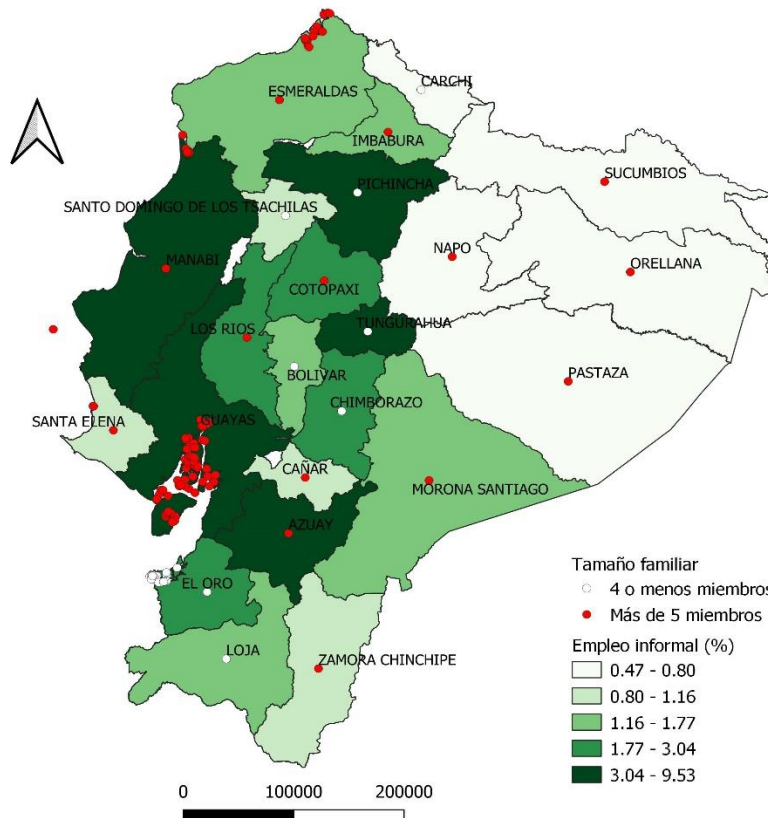 CARCHI
ESMERALDAS
IMBABURA
PICHINCHA
SUCUMBIOS
SANTO DOMINGO DE LOS TSACHILAS
NAPO
ORELLANA
MANABI
COTOPAXI
LOS RIOS
TUNGURAHUA
BOLIVAR
PASTAZA
CHIMBORAZO
SANTA ELENA
GUAYAS
CAÑAR
MORONA SANTIAGO
AZUAY
EL ORO
LOJA
ZAMORA CHINCHIPE
Tamaño familiar
4 o menos miembros
Más de 5 miembros
Empleo informal (%)
0.47 - 0.80
0.80 - 1.16
1.16 - 1.77
1.77 - 3.04
3.04 - 9.53
0 100000 200000